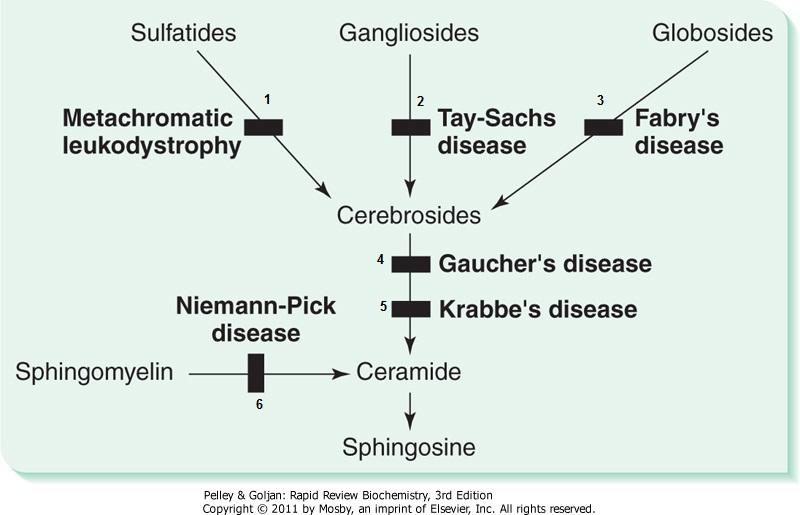 Sulfatides
Gangliosides
Globosides
1
2
3
Metachromatic
leukodystrophy
Tay-Sachs
disease
Fabry's
disease
Cerebrosides
4
Gaucher's disease
5
Krabbe's disease
Niemann-Pick
disease
Sphingomyelin
Ceramide
6
Sphingosine
Pelley & Goljan: Rapid Review Biochemistry, 3rd Edition
Copyright © 2011 by Mosby, an imprint of Elsevier, Inc. All rights reserved.